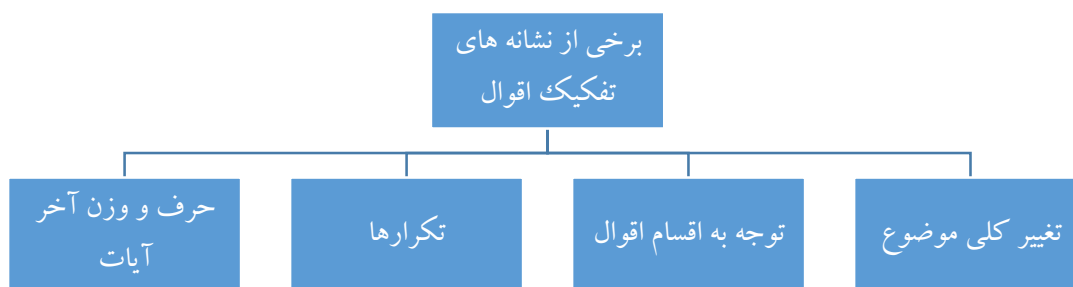 برخی از نشانه های
تفکیک اقوال
تغییر کلی موضوع
توجه به اقسام اقوال
تکرارها
حرف و وزن آخر
آیات